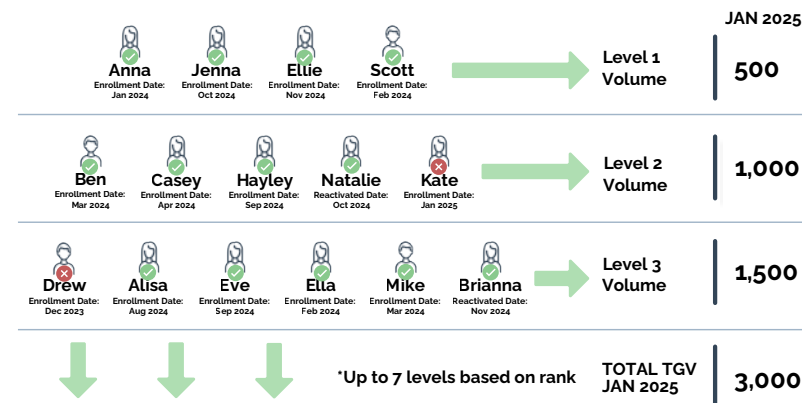 JAN 2025
Anna
Enrollment Date:
Jan 2024
Jenna
Enrollment Date:
Oct 2024
Ellie
Enrollment Date:
Nov 2024
Scott
Enrollment Date:
Feb 2024
Level 1
Volume
500
Ben
Enrollment Date:
Mar 2024
Casey
Enrollment Date:
Apr 2024
Hayley
Enrollment Date:
Sep 2024
Natalie
Reactivated Date:
Oct 2024
Kate
Enrollment Date:
Jan 2025
Level 2
Volume
1,000
Drew
Enrollment Date:
Dec 2023
Alisa
Enrollment Date:
Aug 2024
Eve
Enrollment Date:
Sep 2024
Ella
Enrollment Date:
Feb 2024
Mike
Enrollment Date:
Mar 2024
Brianna
Reactivated Date:
Nov 2024
Level 3
Volume
1,500
*Up to 7 levels based on rank
TOTAL TGV
JAN 2025
3,000